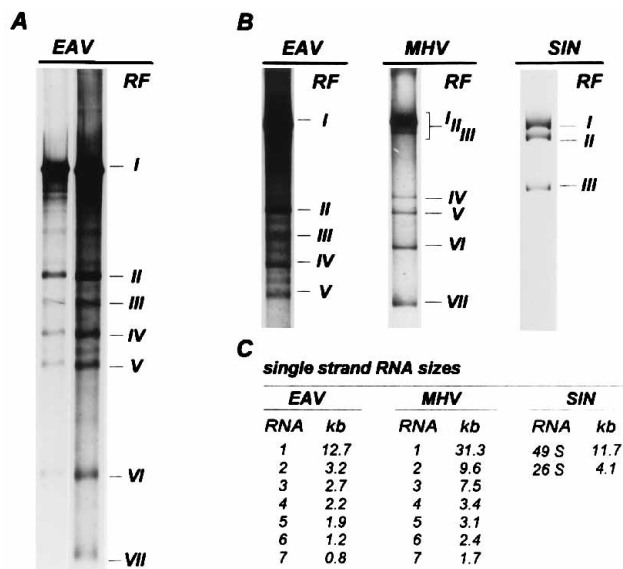 A
EAV
RF
I
II
III
IV
V
VI
VII
B
EAV
RF
I
II
III
IV
V
MHV
RF
I
II
III
IV
V
VI
VII
SIN
RF
I
II
III
C
single strand RNA sizes
EAV MHV SIN
RNA kb RNA kb RNA kb
1 12.7 1 31.3 49 S 11.7
2 3.2 2 9.6 26 S 4.1
3 2.7 3 7.5
4 2.2 4 3.4
5 1.9 5 3.1
6 1.2 6 2.4
7 0.8 7 1.7